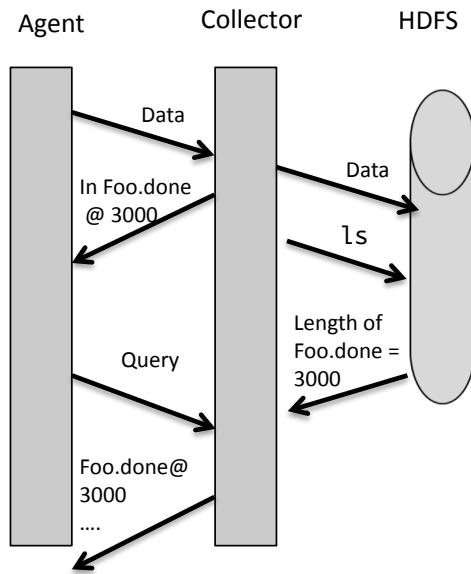 Agent
Collector
HDFS
Data
Data
In Foo.done
@ 3000
ls
Length of
Foo.done =
3000
Query
Foo.done@
3000
....